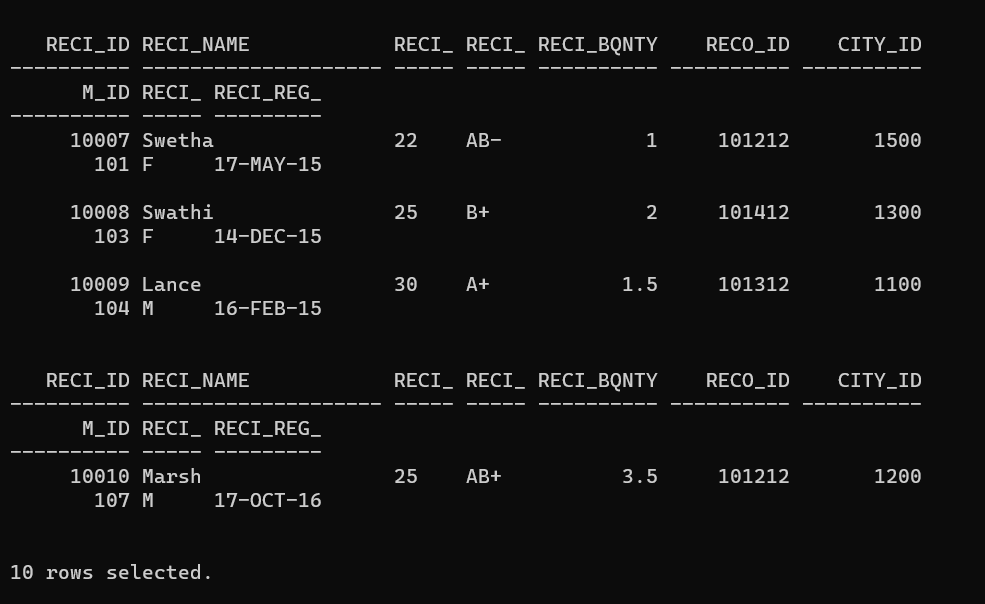 RECI_ID RECI_NAME            RECI_ RECI_ RECI_BQNTY    RECO_ID    CITY_ID
---------- -------------------- ----- ----- ---------- ---------- ----------
      M_ID RECI_ RECI_REG_
---------- ----- ---------
     10007 Swetha               22    AB-            1     101212       1500
       101 F     17-MAY-15
     10008 Swathi               25    B+             2     101412       1300
       103 F     14-DEC-15
     10009 Lance                30    A+           1.5     101312       1100
       104 M     16-FEB-15
   RECI_ID RECI_NAME            RECI_ RECI_ RECI_BQNTY    RECO_ID    CITY_ID
---------- -------------------- ----- ----- ---------- ---------- ----------
      M_ID RECI_ RECI_REG_
---------- ----- ---------
     10010 Marsh                25    AB+          3.5     101212       1200
       107 M     17-OCT-16
10 rows selected.